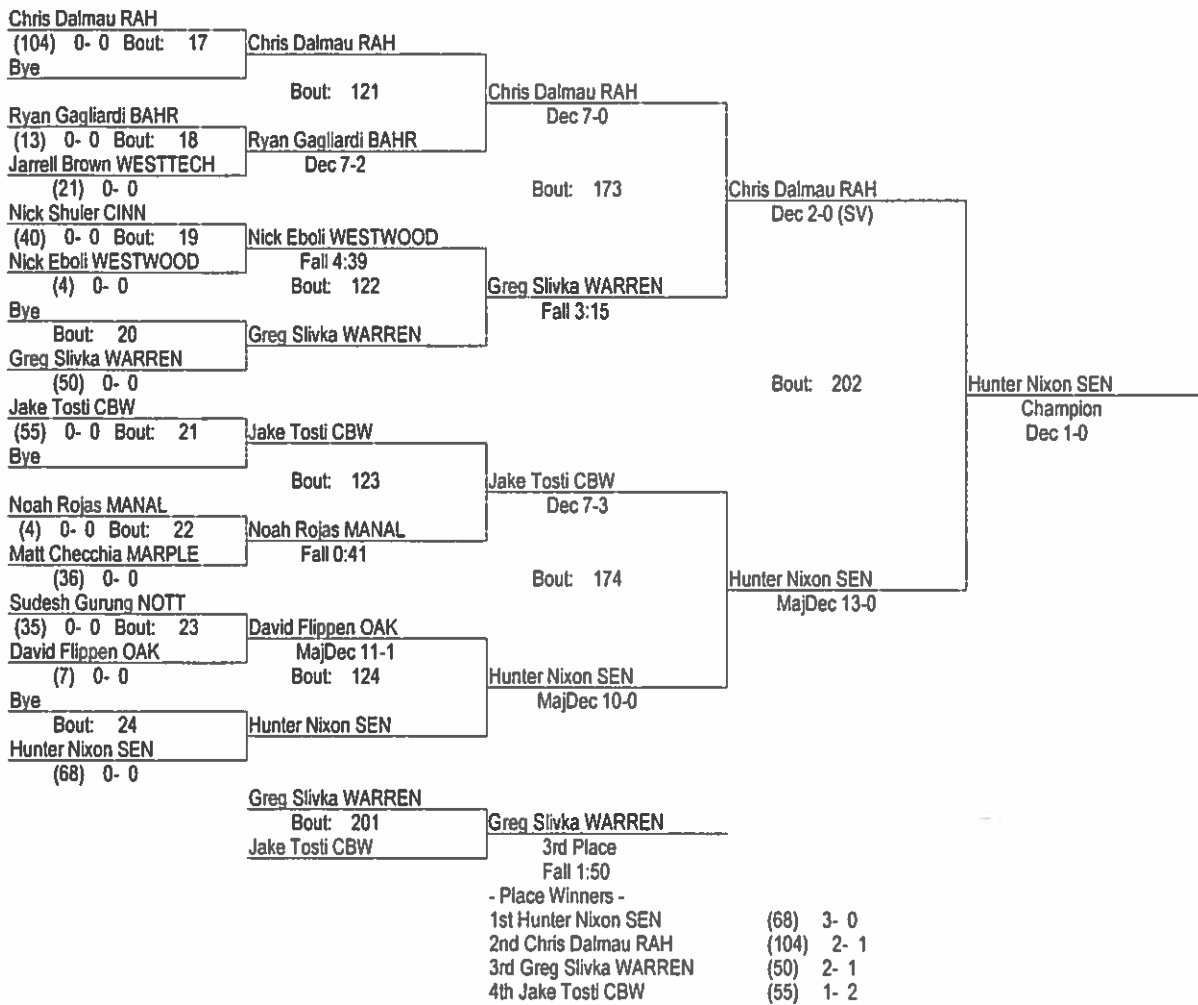 Chris Dalmau RAH
(104) 0- 0 Bout: 17
Bye
Chris Dalmau RAH
Bout: 121
Ryan Gagliardi BAHR
(13) 0- 0 Bout: 18
Jarrell Brown WESTTECH
(21) 0- 0
Ryan Gagliardi BAHR
Dec 7-2
Chris Dalmau RAH
Dec 7-0
Bout: 173
Nick Shuler CINN
(40) 0- 0 Bout: 19
Nick Eboli WESTWOOD
(4) 0- 0
Nick Eboli WESTWOOD
Fall 4:39
Bout: 122
Bye
Bout: 20
Greg Slivka WARREN
(50) 0- 0
Greg Slivka WARREN
Greg Slivka WARREN
Fall 3:15
Chris Dalmau RAH
Dec 2-0 (SV)
Bout: 202
Jake Tosti CBW
(55) 0- 0 Bout: 21
Bye
Jake Tosti CBW
Bout: 123
Noah Rojas MANAL
(4) 0- 0 Bout: 22
Matt Checchia MARPLE
(36) 0- 0
Noah Rojas MANAL
Fall 0:41
Jake Tosti CBW
Dec 7-3
Bout: 174
Sudesh Gurung NOTT
(35) 0- 0 Bout: 23
David Flippen OAK
(7) 0- 0
David Flippen OAK
MajDec 11-1
Bout: 124
Bye
Bout: 24
Hunter Nixon SEN
(68) 0- 0
Hunter Nixon SEN
Hunter Nixon SEN
MajDec 10-0
Hunter Nixon SEN
MajDec 13-0
Hunter Nixon SEN
Champion
Dec 1-0
Greg Slivka WARREN
Bout: 201
Jake Tosti CBW
Greg Slivka WARREN
3rd Place
Fall 1:50
- Place Winners -
1st Hunter Nixon SEN (68) 3- 0
2nd Chris Dalmau RAH (104) 2- 1
3rd Greg Slivka WARREN (50) 2- 1
4th Jake Tosti CBW (55) 1- 2